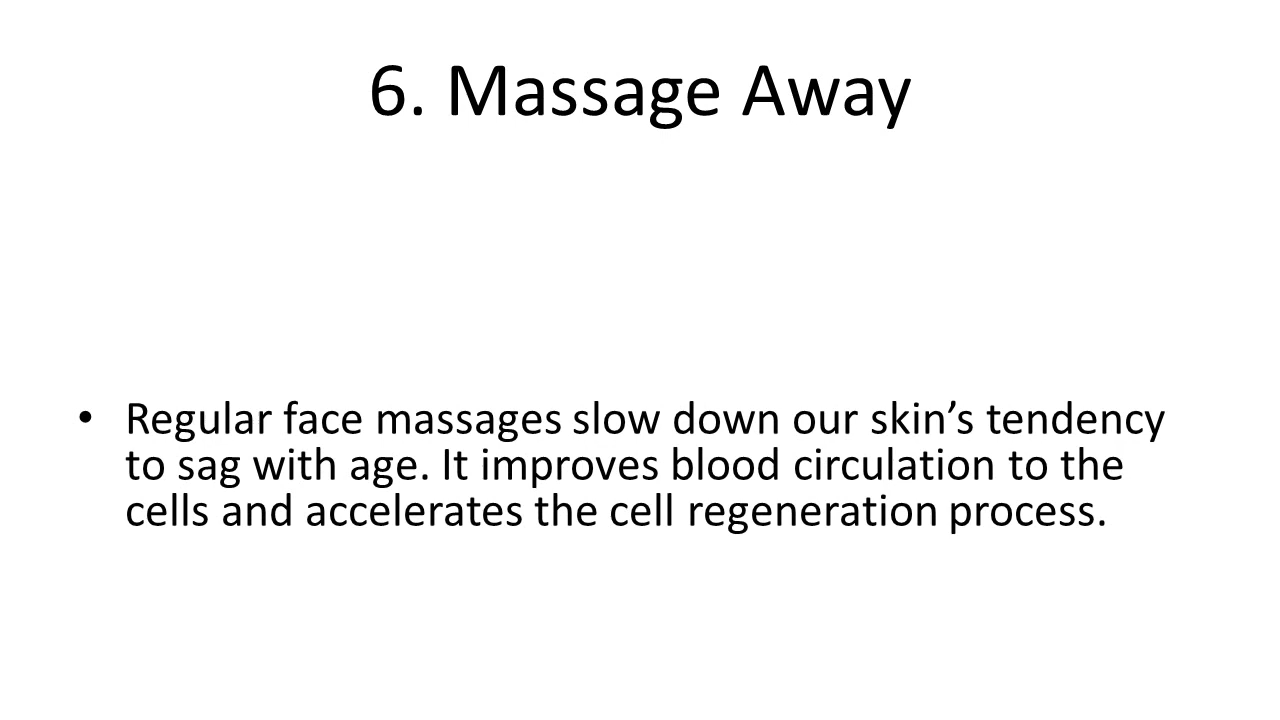 6. Massage Away
• Regular face massages slow down our skin’s tendency
to sag with age. It improves blood circulation to the
cells and accelerates the cell regeneration process.